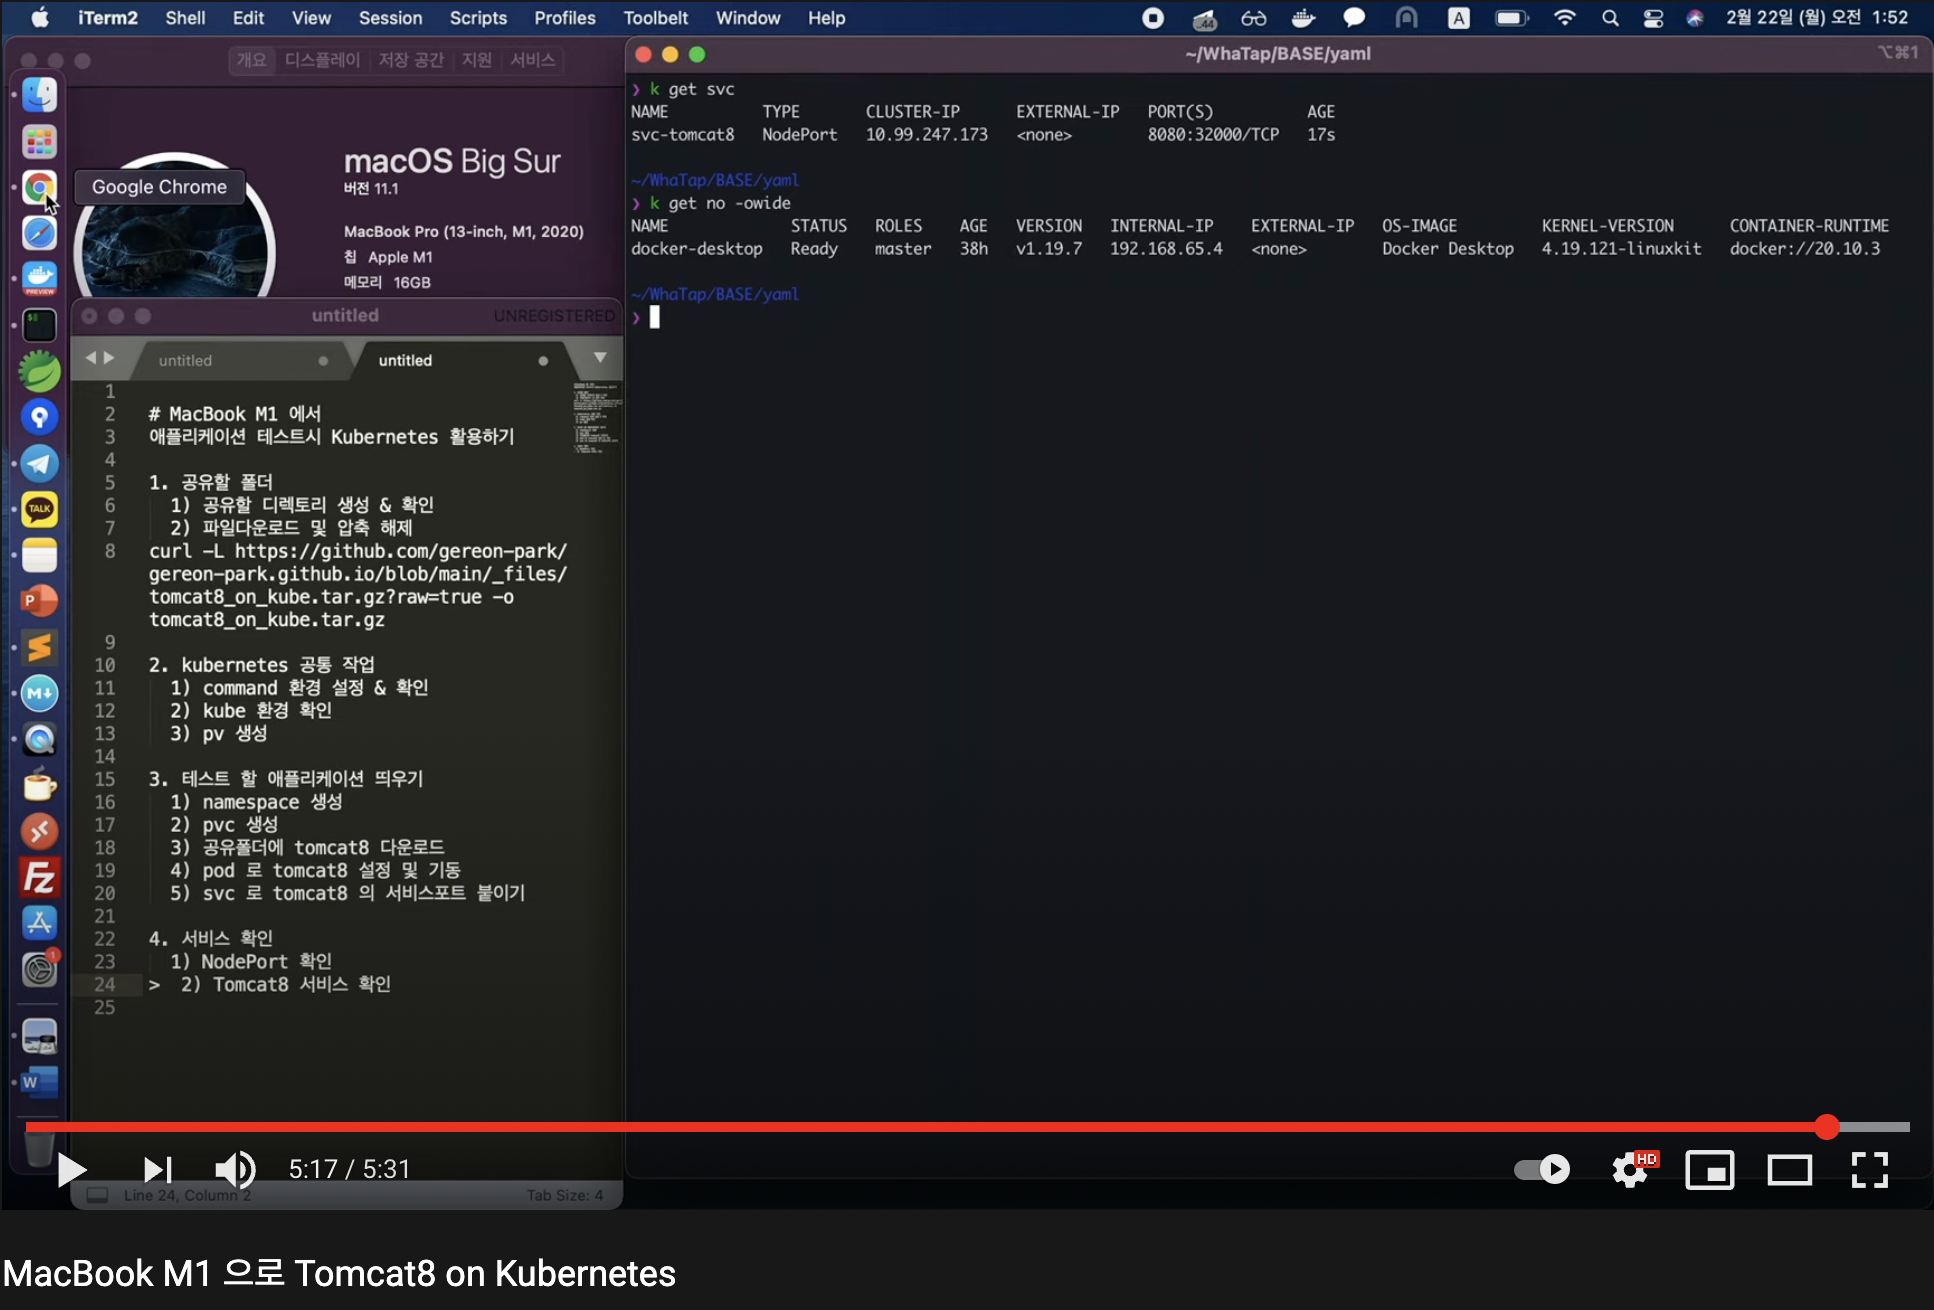 iTerm2 Shell Edit View Session Scripts Profiles Toolbelt Window Help
A 2월 22일 (월) 오전 1:52
개요 디스플레이 저장 공간 지원 서비스
macOS Big Sur
버전 11.1
MacBook Pro (13-inch, M1, 2020)
칩 Apple M1
메모리 16GB
Google Chrome
PREVIEW
TALK
untitled UNREGISTERED
untitled untitled
1
2 # MacBook M1 에서
3 애플리케이션 테스트시 Kubernetes 활용하기
4
5 1. 공유할 폴더
6 1) 공유할 디렉토리 생성 & 확인
7 2) 파일다운로드 및 압축 해제
8 curl -L https://github.com/gereon-park/
gereon-park.github.io/blob/main/_files/
tomcat8_on_kube.tar.gz?raw=true -o
tomcat8_on_kube.tar.gz
9
10 2. kubernetes 공통 작업
11 1) command 환경 설정 & 확인
12 2) kube 환경 확인
13 3) pv 생성
14
15 3. 테스트 할 애플리케이션 띄우기
16 1) namespace 생성
17 2) pvc 생성
18 3) 공유폴더에 tomcat8 다운로드
19 4) pod 로 tomcat8 설정 및 기동
20 5) svc 로 tomcat8 의 서비스포트 붙이기
21
22 4. 서비스 확인
23 1) NodePort 확인
24 > 2) Tomcat8 서비스 확인
25
Line 24, Column 2 Tab Size: 4
~/WhaTap/BASE/yaml ⌥⌘1
❯ k get svc
NAME TYPE CLUSTER-IP EXTERNAL-IP PORT(S) AGE
svc-tomcat8 NodePort 10.99.247.173 <none> 8080:32000/TCP 17s
~/WhaTap/BASE/yaml
❯ k get no -owide
NAME STATUS ROLES AGE VERSION INTERNAL-IP EXTERNAL-IP OS-IMAGE KERNEL-VERSION CONTAINER-RUNTIME
docker-desktop Ready master 38h v1.19.7 192.168.65.4 <none> Docker Desktop 4.19.121-linuxkit docker://20.10.3
~/WhaTap/BASE/yaml
❯
5:17 / 5:31
HD
MacBook M1 으로 Tomcat8 on Kubernetes